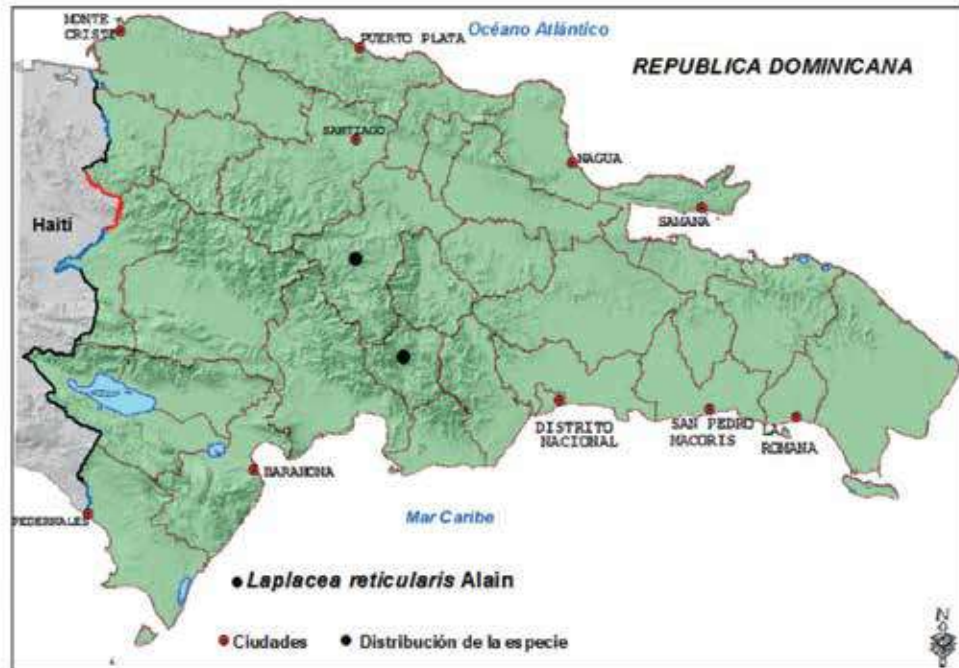 MONTE
CRISTI
PUERTO PLATA
Océano Atlántico
REPUBLICA DOMINICANA
SANTIAGO
NAGUA
SAMANA
Haití
DISTRITO
NACIONAL
SAN PEDRO
MACORIS
LA
ROMANA
BARAHONA
PEDERNALES
Mar Caribe
Laplacea reticularis Alain
Ciudades
Distribución de la especie
N